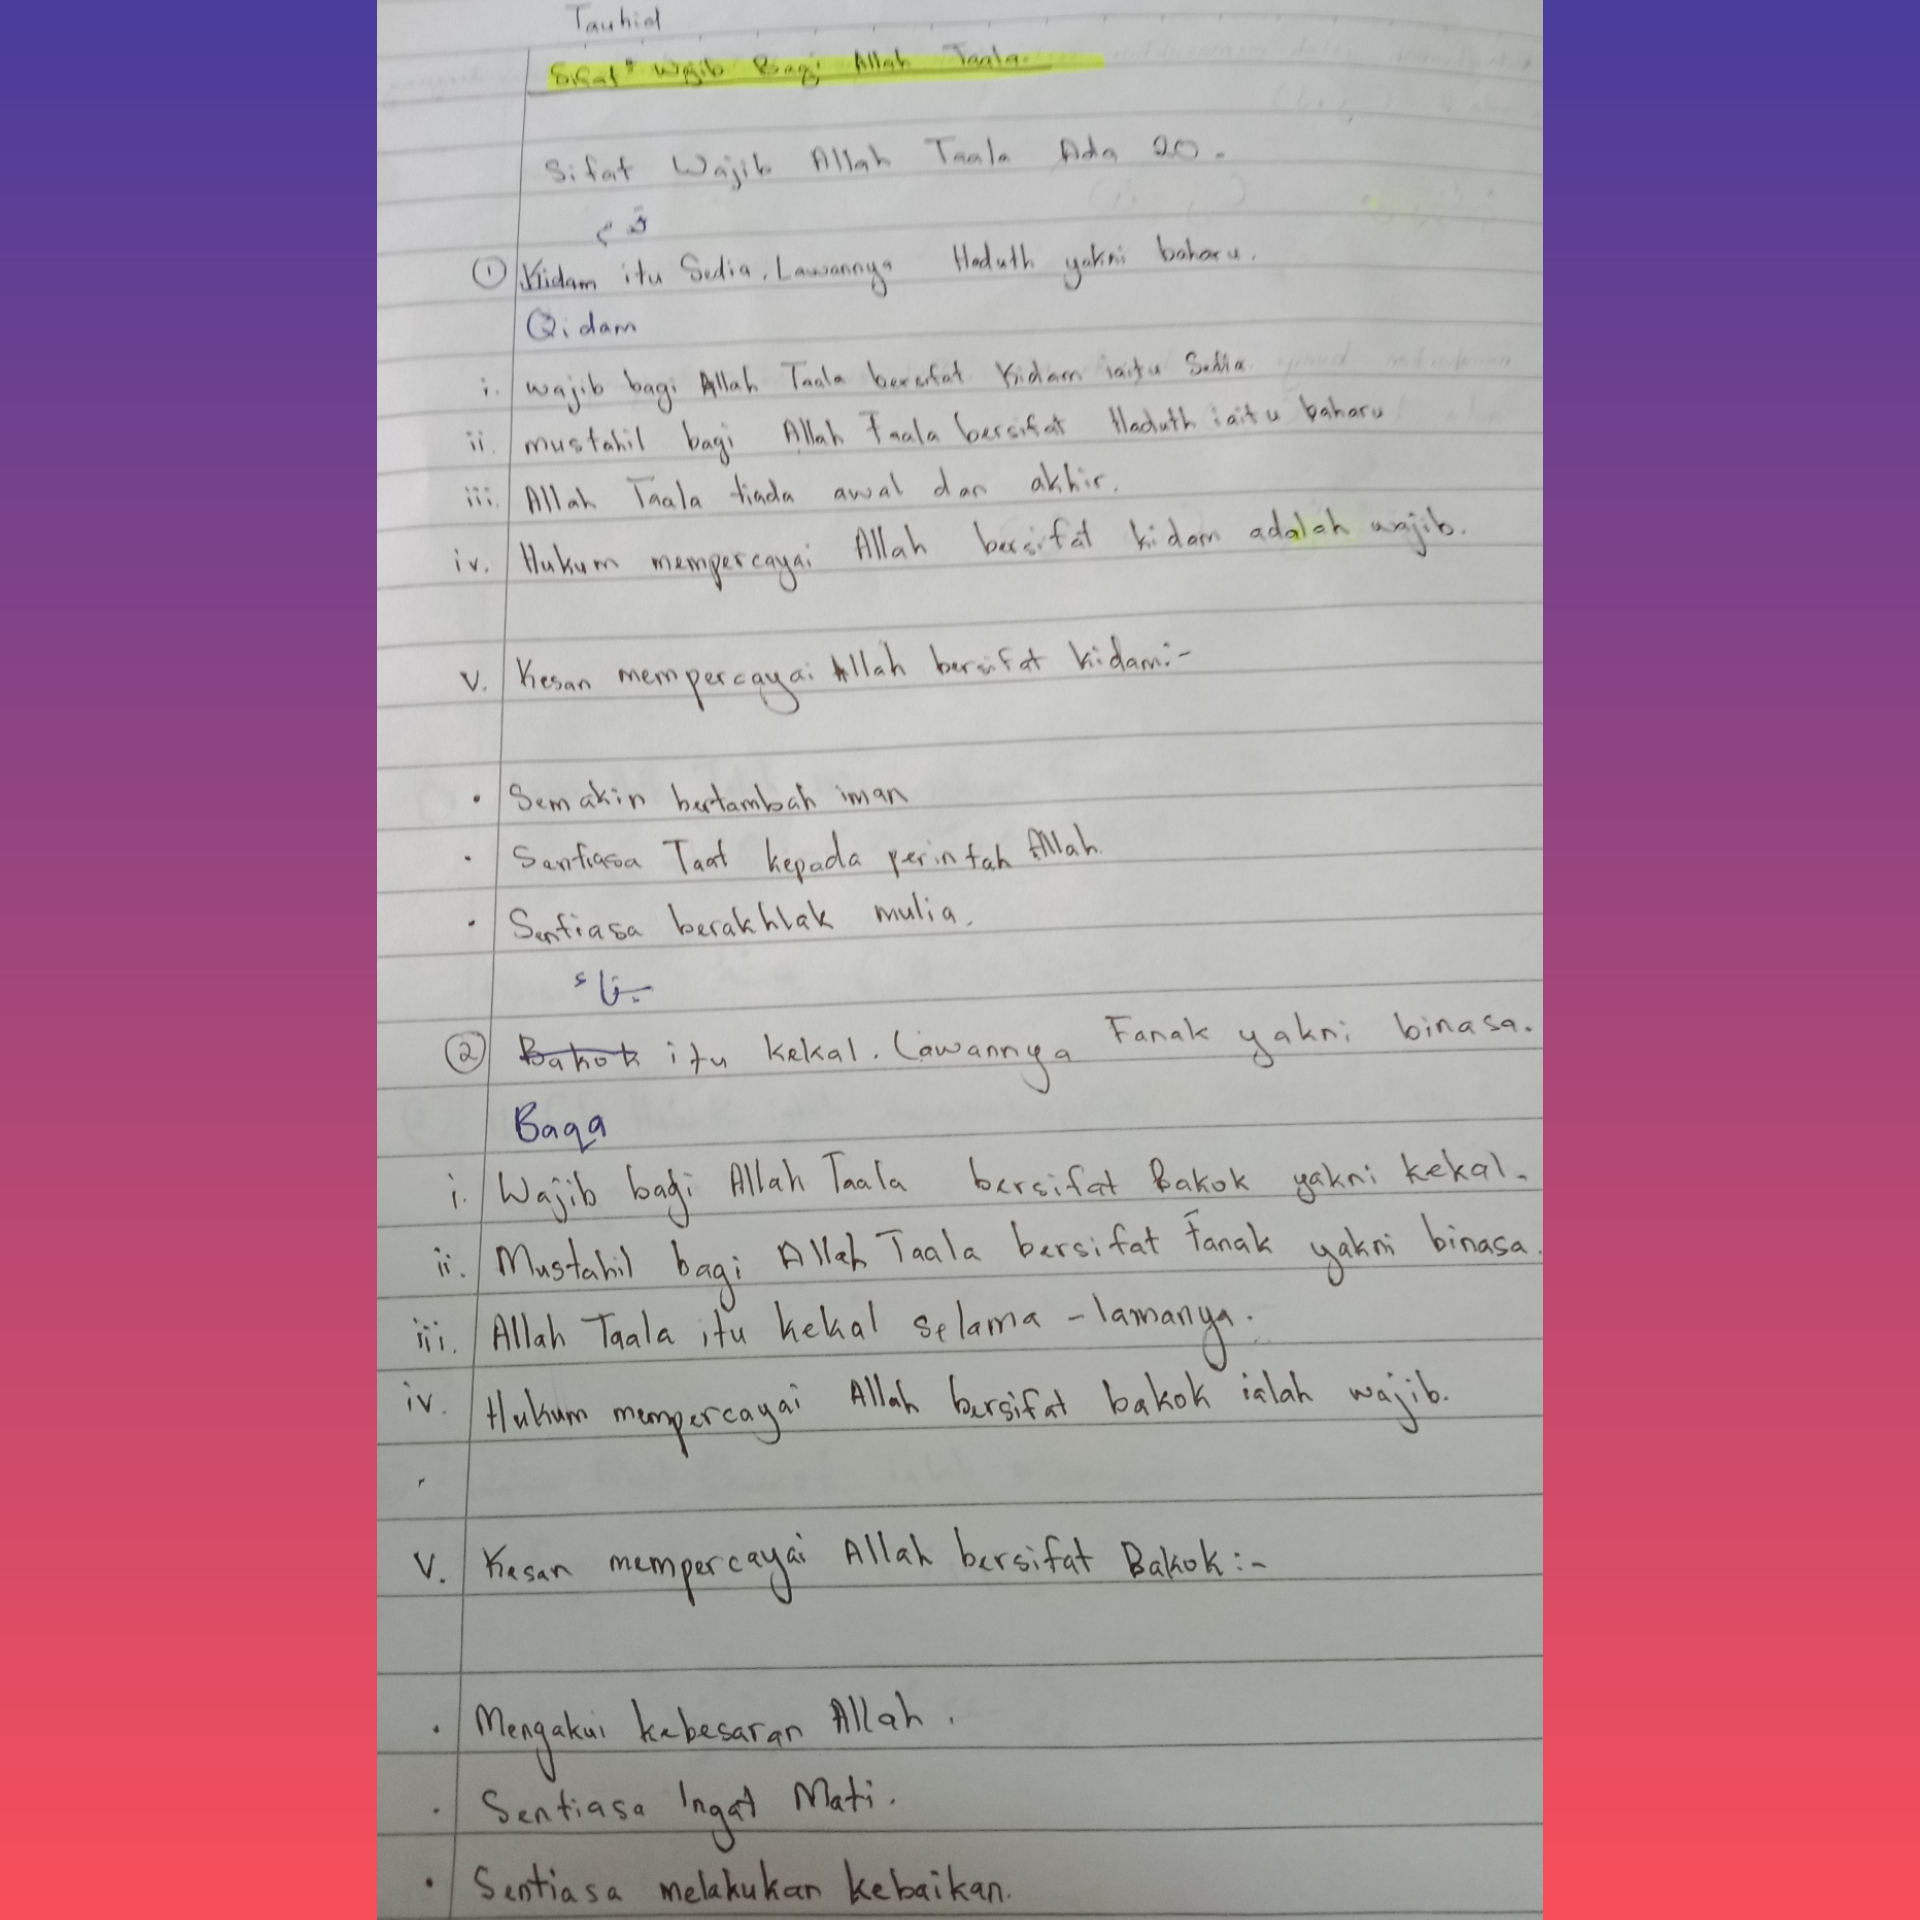 Tauhid
Sifat² Wajib Bagi Allah Taala.
Sifat Wajib Allah Taala Ada 20.
① Kidam itu Sedia. Lawannya Haduth yakni baharu.
Qidam
i. wajib bagi Allah Taala bersifat Kidam iaitu Sedia.
ii. mustahil bagi Allah Taala bersifat Haduth iaitu baharu
iii. Allah Taala tiada awal dan akhir.
iv. Hukum mempercayai Allah bersifat kidam adalah wajib.
v. Kesan mempercayai Allah bersifat kidam:-
• Semakin bertambah iman
• Sentiasa Taat kepada perintah Allah.
• Sentiasa berakhlak mulia.
بقاء
② Bakok itu kekal. Lawannya Fanak yakni binasa.
Baqa
i. Wajib bagi Allah Taala bersifat Bakok yakni kekal.
ii. Mustahil bagi Allah Taala bersifat fanak yakni binasa.
iii. Allah Taala itu kekal selama-lamanya.
iv. Hukum mempercayai Allah bersifat bakok ialah wajib.
v. Kesan mempercayai Allah bersifat Bakok:-
• Mengakui kebesaran Allah.
• Sentiasa Ingat Mati.
• Sentiasa melakukan kebaikan.